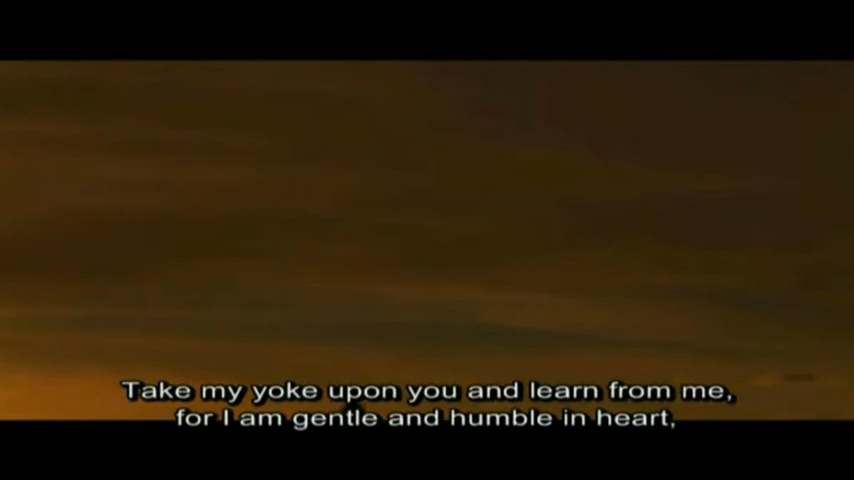 Take my yoke upon you and learn from me,
for I am gentle and humble in heart,